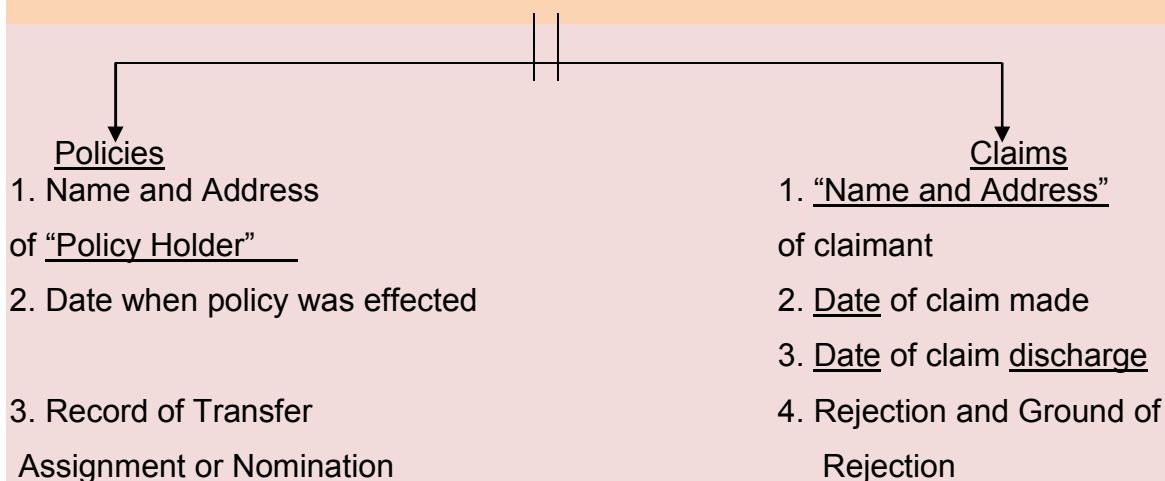 Policies
1. Name and Address
of “Policy Holder”
2. Date when policy was effected
3. Record of Transfer
Assignment or Nomination
Claims
1. “Name and Address”
of claimant
2. Date of claim made
3. Date of claim discharge
4. Rejection and Ground of
Rejection